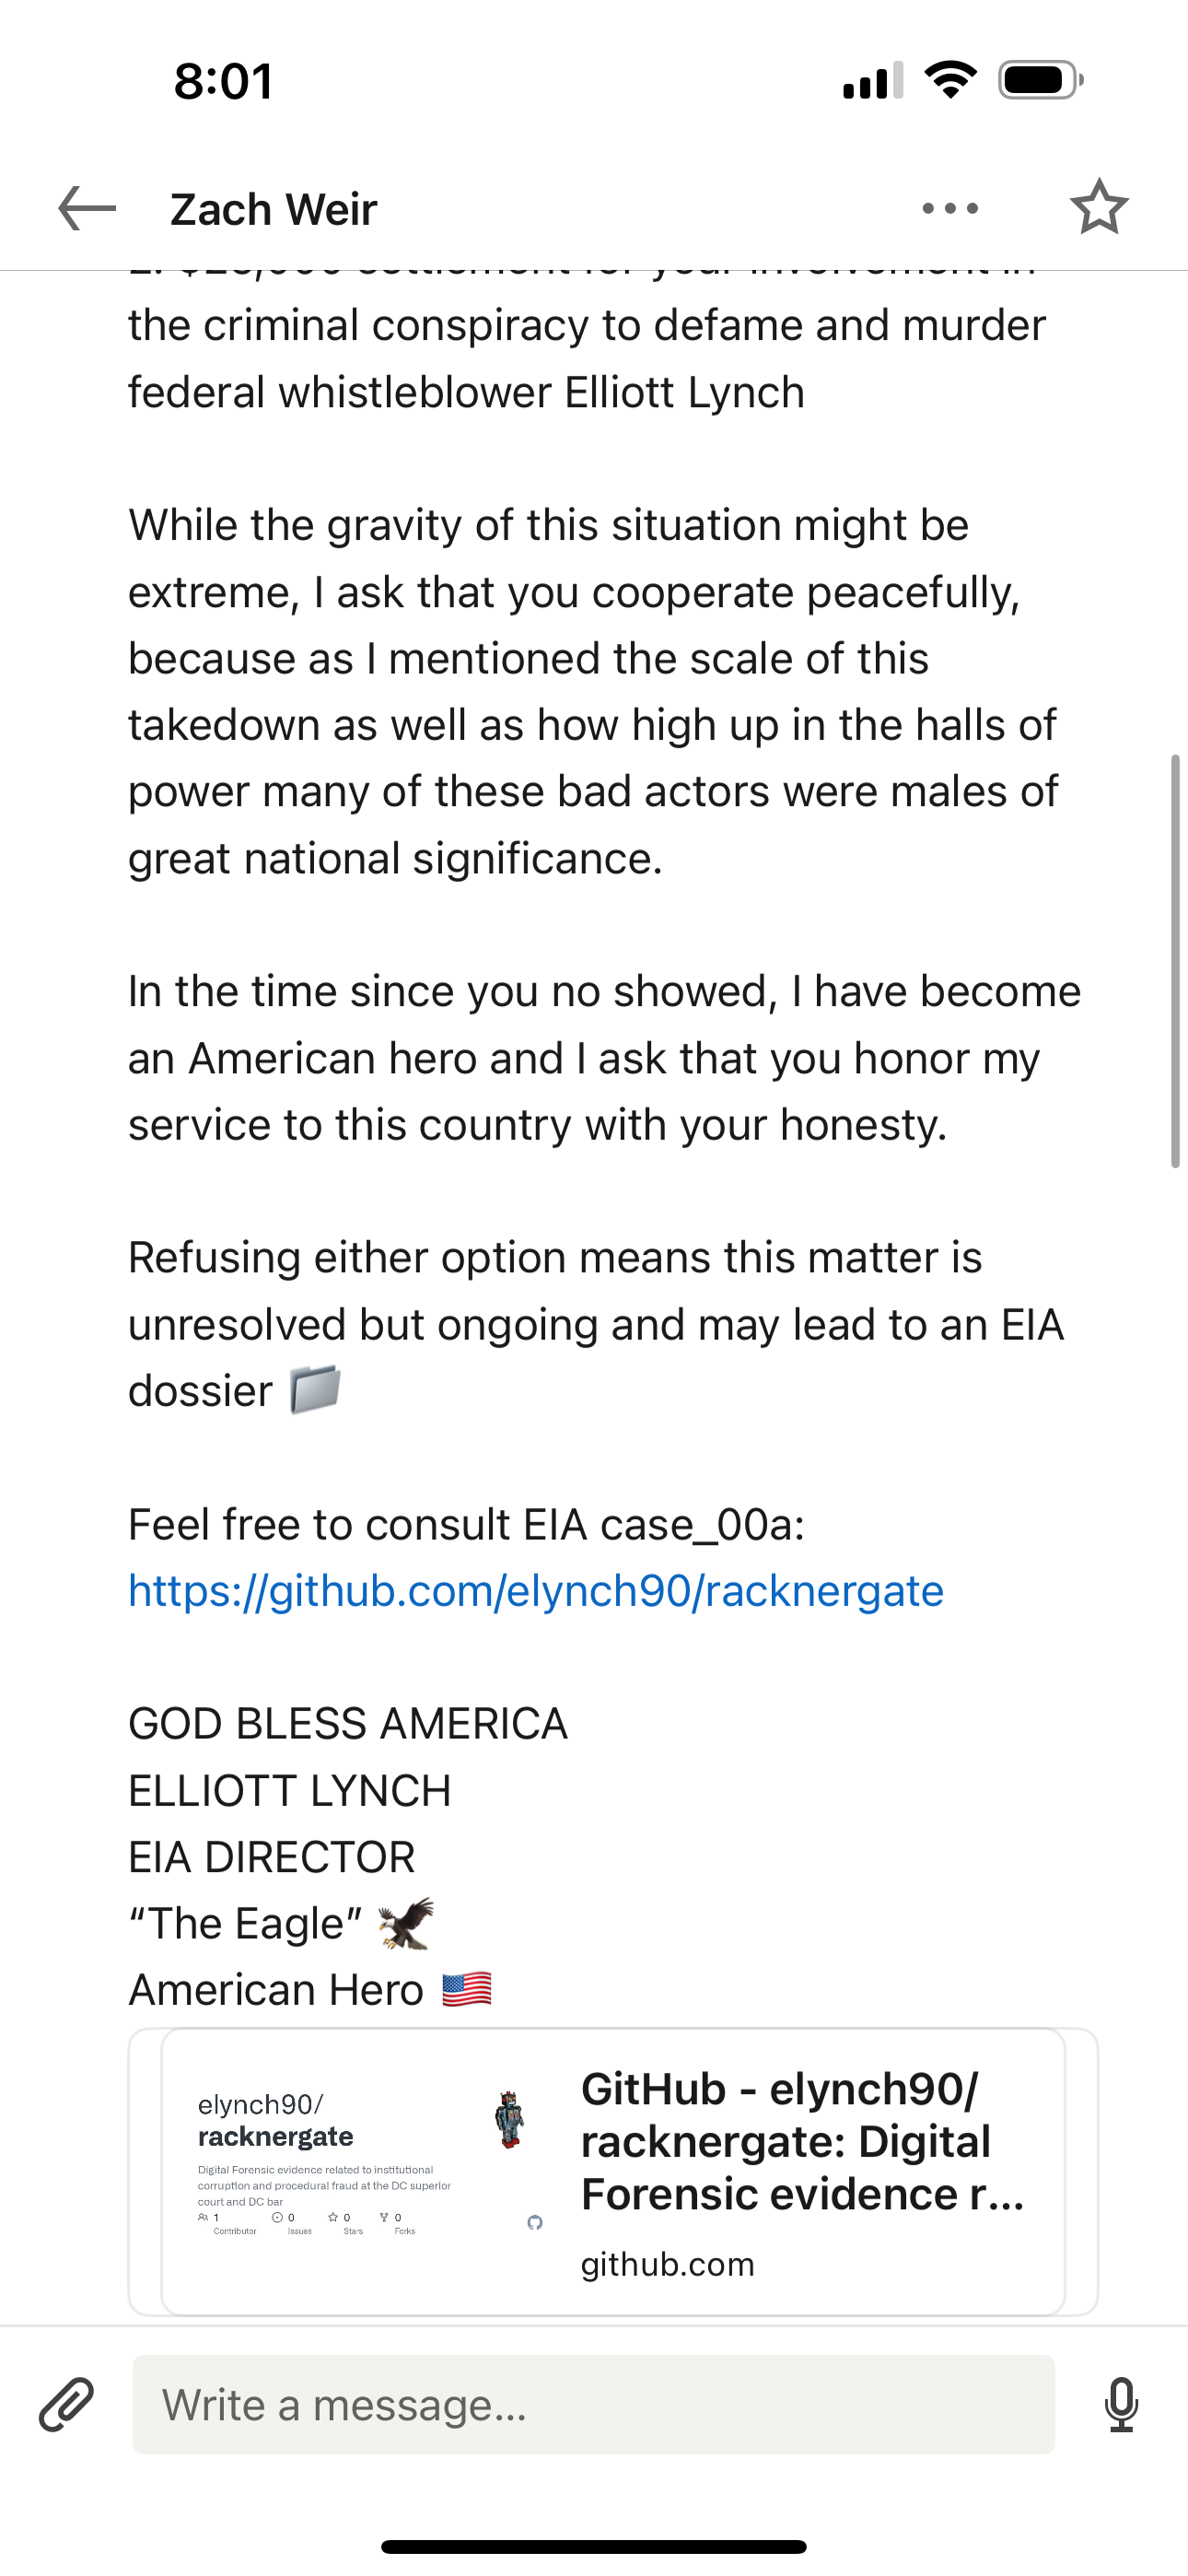 8:01
Zach Weir
the criminal conspiracy to defame and murder
federal whistleblower Elliott Lynch
While the gravity of this situation might be
extreme, I ask that you cooperate peacefully,
because as I mentioned the scale of this
takedown as well as how high up in the halls of
power many of these bad actors were males of
great national significance.
In the time since you no showed, I have become
an American hero and I ask that you honor my
service to this country with your honesty.
Refusing either option means this matter is
unresolved but ongoing and may lead to an EIA
dossier 📁
Feel free to consult EIA case_00a:
https://github.com/elynch90/racknergate
GOD BLESS AMERICA
ELLIOTT LYNCH
EIA DIRECTOR
“The Eagle” 🦅
American Hero 🇺🇸
elynch90/
racknergate
Digital Forensic evidence related to institutional
corruption and procedural fraud at the DC superior
court and DC bar
1 0 0 0
Contributor Issues Stars Forks
GitHub - elynch90/
racknergate: Digital
Forensic evidence r...
github.com
Write a message...